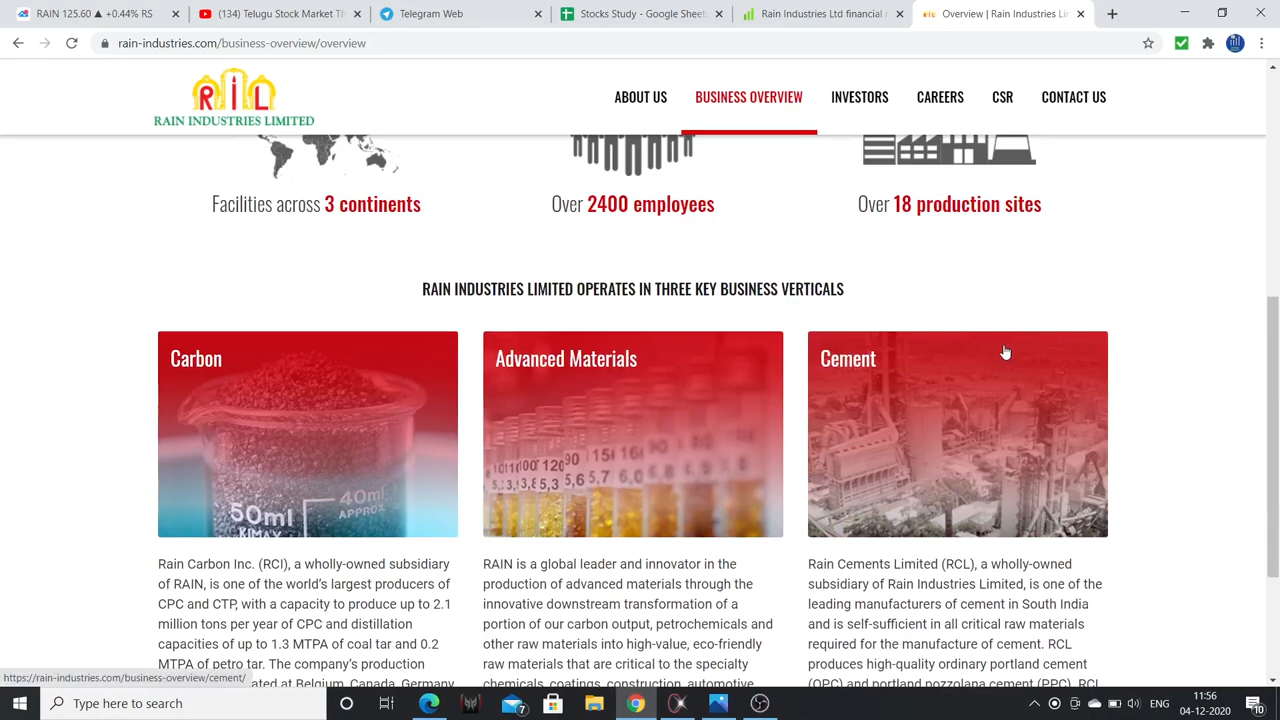 RAIN 125.60 ▲ +0.44% RS
(134) Telugu Stock Market Th
Telegram Web
Stocks Study - Google Sheet
Rain Industries Ltd financial r
Overview | Rain Industries Lim
rain-industries.com/business-overview/overview
RIL
RAIN INDUSTRIES LIMITED
ABOUT US
BUSINESS OVERVIEW
INVESTORS
CAREERS
CSR
CONTACT US
Facilities across 3 continents
Over 2400 employees
Over 18 production sites
RAIN INDUSTRIES LIMITED OPERATES IN THREE KEY BUSINESS VERTICALS
Carbon
50ml
40ml
APPROX
Rain Carbon Inc. (RCI), a wholly-owned subsidiary
of RAIN, is one of the world's largest producers of
CPC and CTP, with a capacity to produce up to 2.1
million tons per year of CPC and distillation
capacities of up to 1.3 MTPA of coal tar and 0.2
MTPA of petro tar. The company's production
ated at Belgium, Canada, Germany
Advanced Materials
RAIN is a global leader and innovator in the
production of advanced materials through the
innovative downstream transformation of a
portion of our carbon output, petrochemicals and
other raw materials into high-value, eco-friendly
raw materials that are critical to the specialty
chemicals, coatings, construction, automotive
Cement
Rain Cements Limited (RCL), a wholly-owned
subsidiary of Rain Industries Limited, is one of the
leading manufacturers of cement in South India
and is self-sufficient in all critical raw materials
required for the manufacture of cement. RCL
produces high-quality ordinary portland cement
(OPC) and portland pozzolana cement (PPC). RCL
https://rain-industries.com/business-overview/cement/
Type here to search
7
ENG
11:56
04-12-2020
10